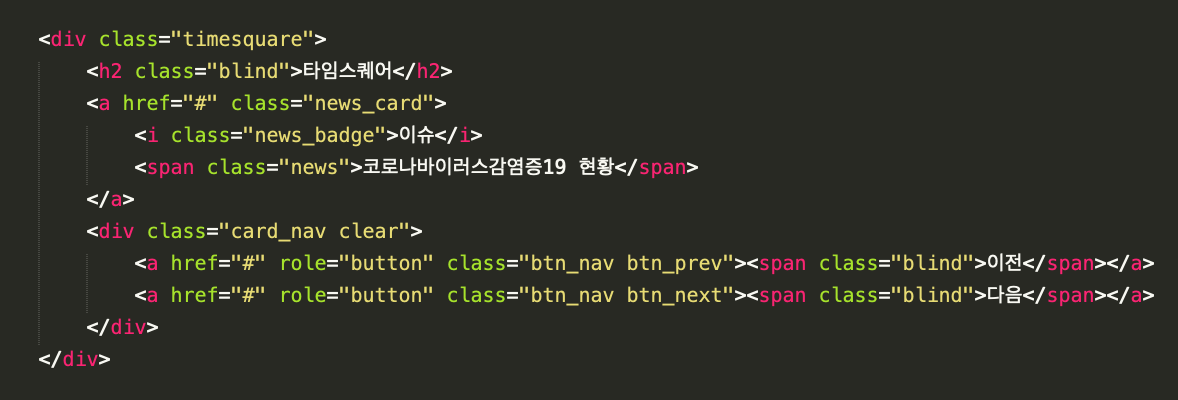 <div class="timesquare">
<h2 class="blind">타임스퀘어</h2>
<a href="#" class="news_card">
<i class="news_badge">이슈</i>
<span class="news">코로나바이러스감염증19 현황</span>
</a>
<div class="card_nav clear">
<a href="#" role="button" class="btn_nav btn_prev"><span class="blind">이전</span></a>
<a href="#" role="button" class="btn_nav btn_next"><span class="blind">다음</span></a>
</div>
</div>